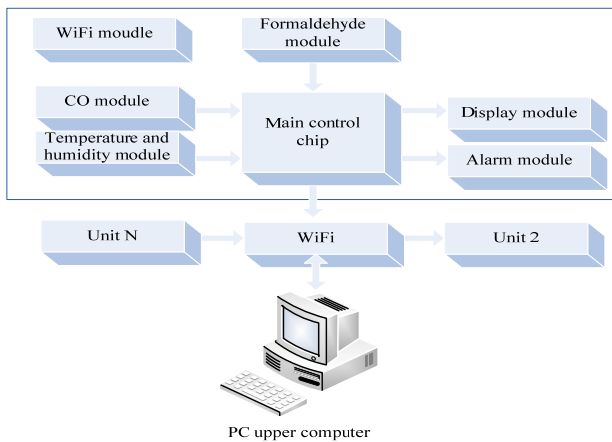 WiFi moudle
Formaldehyde
module
CO module
Temperature and
humidity module
Main control
chip
Display module
Alarm module
Unit N
WiFi
Unit 2
PC upper computer